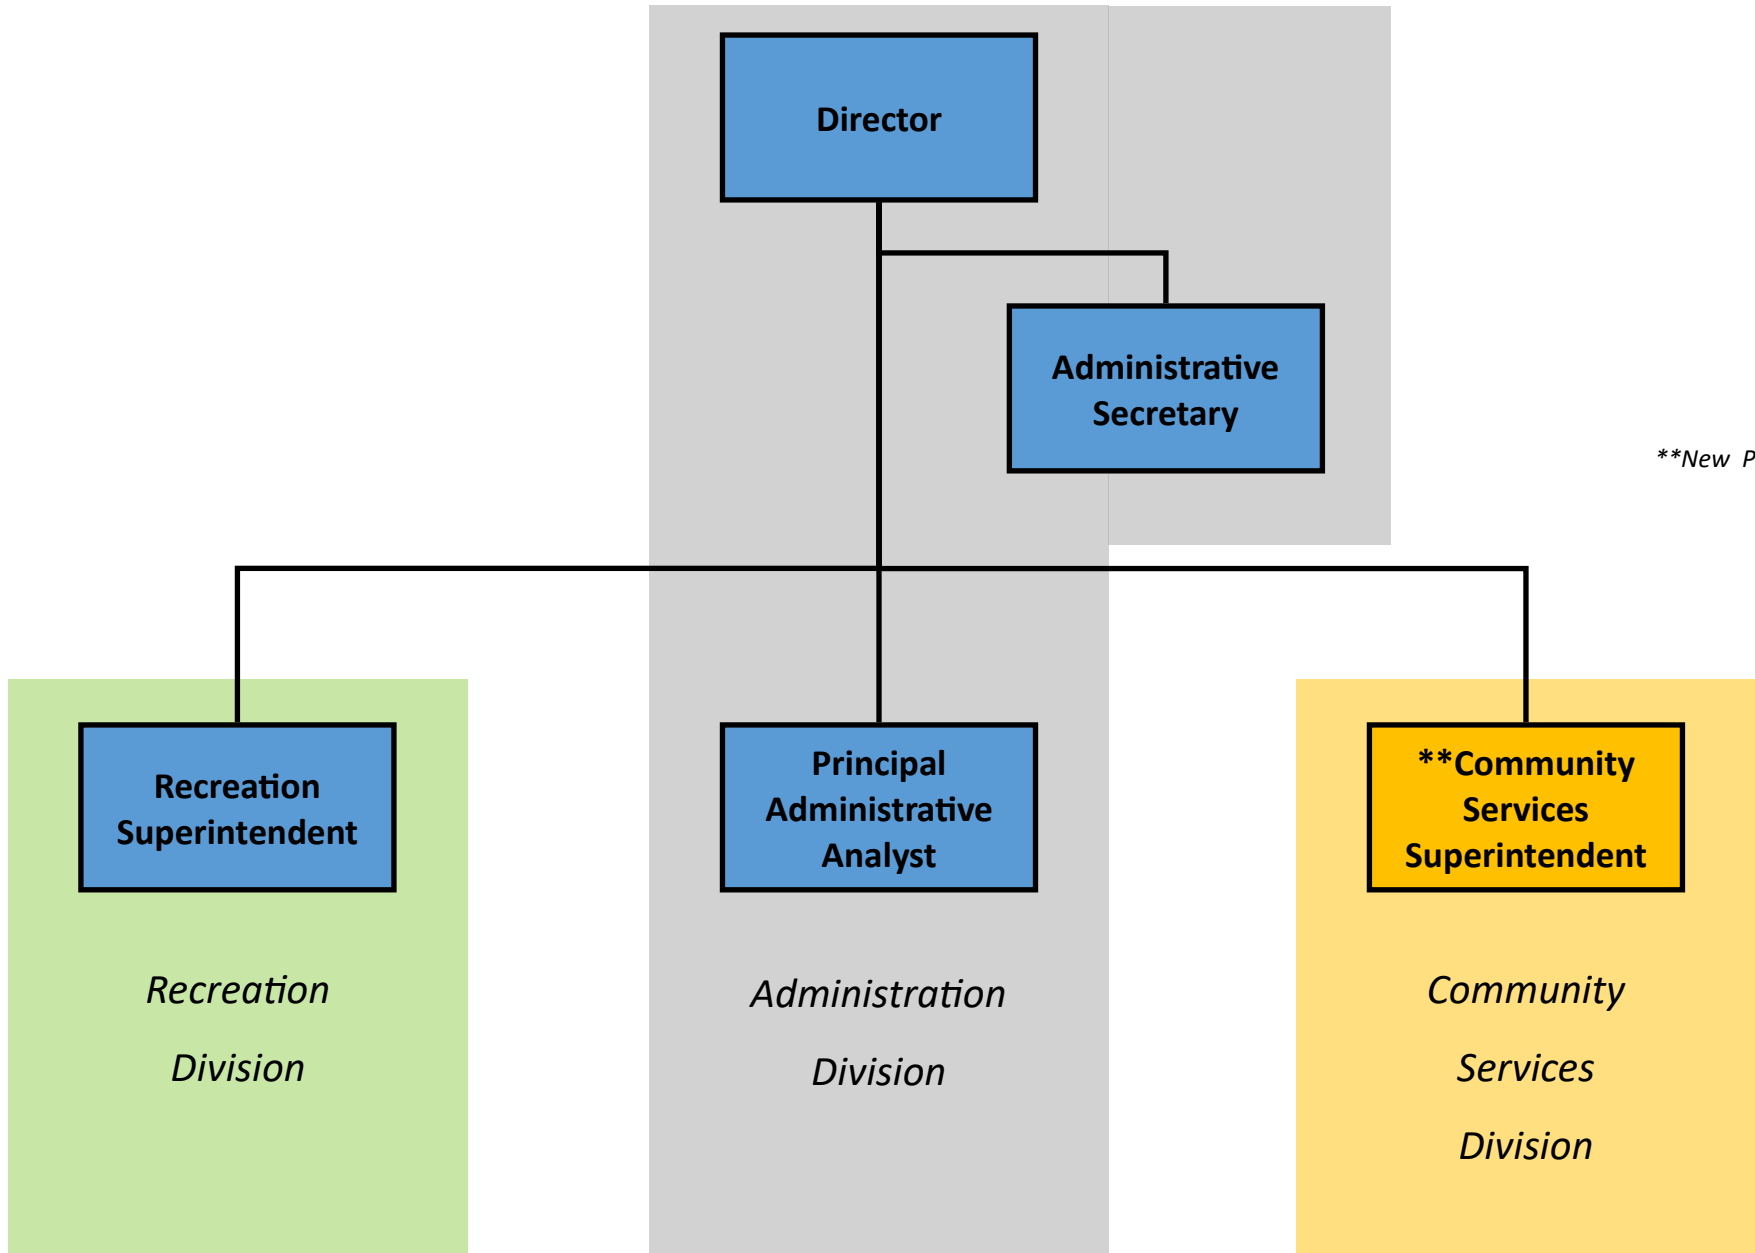 Director
Administrative
Secretary
**New P
Recreation
Superintendent
Principal
Administrative
Analyst
**Community
Services
Superintendent
Recreation
Division
Administration
Division
Community
Services
Division